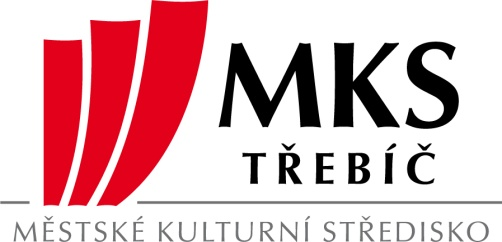 MKS
TŘEBÍČ
MĚSTSKÉ KULTURNÍ STŘEDISKO